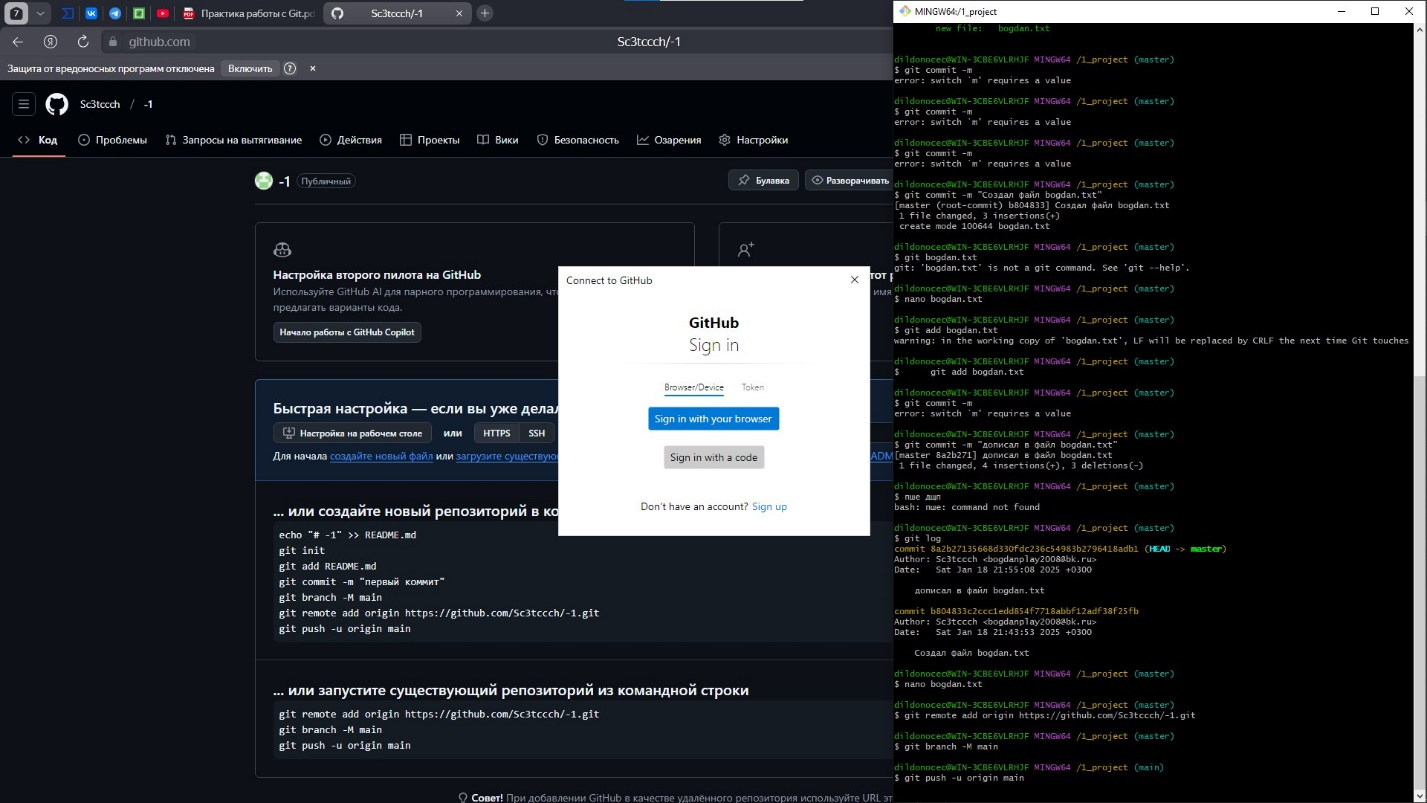 7
Практика работы с Git.pd
Sc3tccch/-1
github.com
Sc3tccch/-1
Защита от вредоносных программ отключена
Включить
Sc3tccch / -1
Код
Проблемы
Запросы на вытягивание
Действия
Проекты
Вики
Безопасность
Озарения
Настройки
-1
Публичный
Булавка
Разворачивать
Настройка второго пилота на GitHub
Используйте GitHub AI для парного программирования,
предлагать варианты кода.
Начало работы с GitHub Copilot
имя
Быстрая настройка — если вы уже делал
Настройка на рабочем столе
или
HTTPS
SSH
Для начала создайте новый файл или загрузите существую
... или создайте новый репозиторий в ко
echo "# -1" >> README.md
git init
git add README.md
git commit -m "первый коммит"
git branch -M main
git remote add origin https://github.com/Sc3tccch/-1.git
git push -u origin main
... или запустите существующий репозиторий из командной строки
git remote add origin https://github.com/Sc3tccch/-1.git
git branch -M main
git push -u origin main
Совет! При добавлении GitHub в качестве удалённого репозитория используйте URL эт
Connect to GitHub
GitHub
Sign in
Browser/Device
Token
Sign in with your browser
Sign in with a code
Don't have an account? Sign up
MINGW64:/1_project
new file:   bogdan.txt
dildonocec@WIN-3CBE6VLRHJF MINGW64 /1_project (master)
$ git commit -m
error: switch `m' requires a value
dildonocec@WIN-3CBE6VLRHJF MINGW64 /1_project (master)
$ git commit -m
error: switch `m' requires a value
dildonocec@WIN-3CBE6VLRHJF MINGW64 /1_project (master)
$ git commit -m
error: switch `m' requires a value
dildonocec@WIN-3CBE6VLRHJF MINGW64 /1_project (master)
$ git commit -m "Создал файл bogdan.txt"
[master (root-commit) b804833] Создал файл bogdan.txt
1 file changed, 3 insertions(+)
create mode 100644 bogdan.txt
dildonocec@WIN-3CBE6VLRHJF MINGW64 /1_project (master)
$ git bogdan.txt
git: 'bogdan.txt' is not a git command. See 'git --help'.
dildonocec@WIN-3CBE6VLRHJF MINGW64 /1_project (master)
$ nano bogdan.txt
dildonocec@WIN-3CBE6VLRHJF MINGW64 /1_project (master)
$ git add bogdan.txt
warning: in the working copy of 'bogdan.txt', LF will be replaced by CRLF the next time Git touches
dildonocec@WIN-3CBE6VLRHJF MINGW64 /1_project (master)
$      git add bogdan.txt
dildonocec@WIN-3CBE6VLRHJF MINGW64 /1_project (master)
$ git commit -m
error: switch `m' requires a value
dildonocec@WIN-3CBE6VLRHJF MINGW64 /1_project (master)
$ git commit -m "дописал в файл bogdan.txt"
[master 8a2b271] дописал в файл bogdan.txt
1 file changed, 4 insertions(+), 3 deletions(-)
dildonocec@WIN-3CBE6VLRHJF MINGW64 /1_project (master)
$ пше дщп
bash: пше: command not found
dildonocec@WIN-3CBE6VLRHJF MINGW64 /1_project (master)
$ git log
commit 8a2b27135668d330fdc236c54983b2796418adb1 (HEAD -> master)
Author: Sc3tccch <bogdanplay2008@bk.ru>
Date:   Sat Jan 18 21:55:08 2025 +0300
дописал в файл bogdan.txt
commit b804833c2ccc1edd854f7718abbf12adf38f25fb
Author: Sc3tccch <bogdanplay2008@bk.ru>
Date:   Sat Jan 18 21:43:53 2025 +0300
Создал файл bogdan.txt
dildonocec@WIN-3CBE6VLRHJF MINGW64 /1_project (master)
$ nano bogdan.txt
dildonocec@WIN-3CBE6VLRHJF MINGW64 /1_project (master)
$ git remote add origin https://github.com/Sc3tccch/-1.git
dildonocec@WIN-3CBE6VLRHJF MINGW64 /1_project (master)
$ git branch -M main
dildonocec@WIN-3CBE6VLRHJF MINGW64 /1_project (main)
$ git push -u origin main